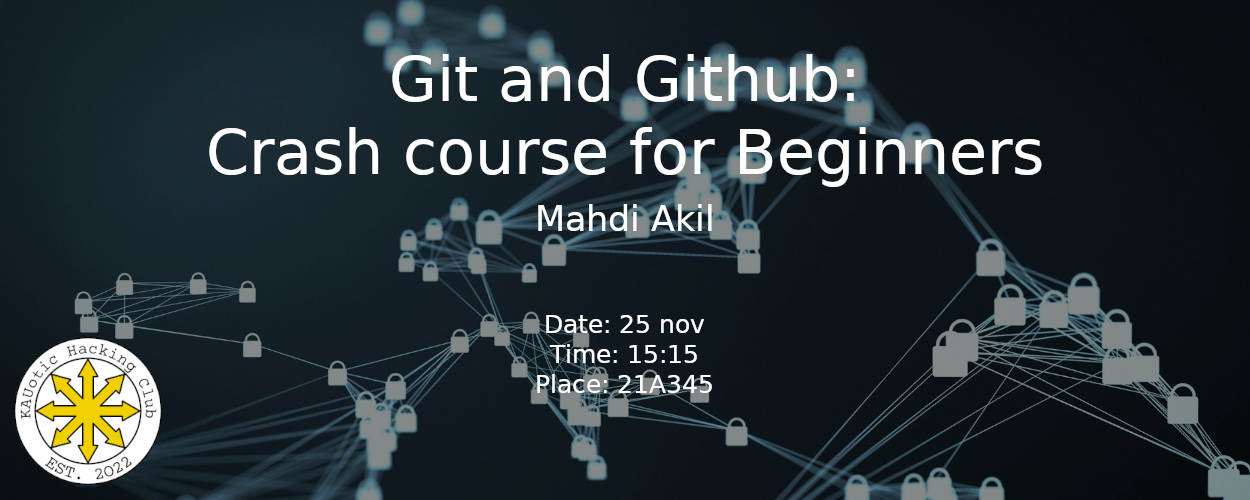 Git and Github:
Crash course for Beginners
Mahdi Akil
Date: 25 nov
Time: 15:15
Place: 21A345
KAUotic Hacking Club
EST. 2022